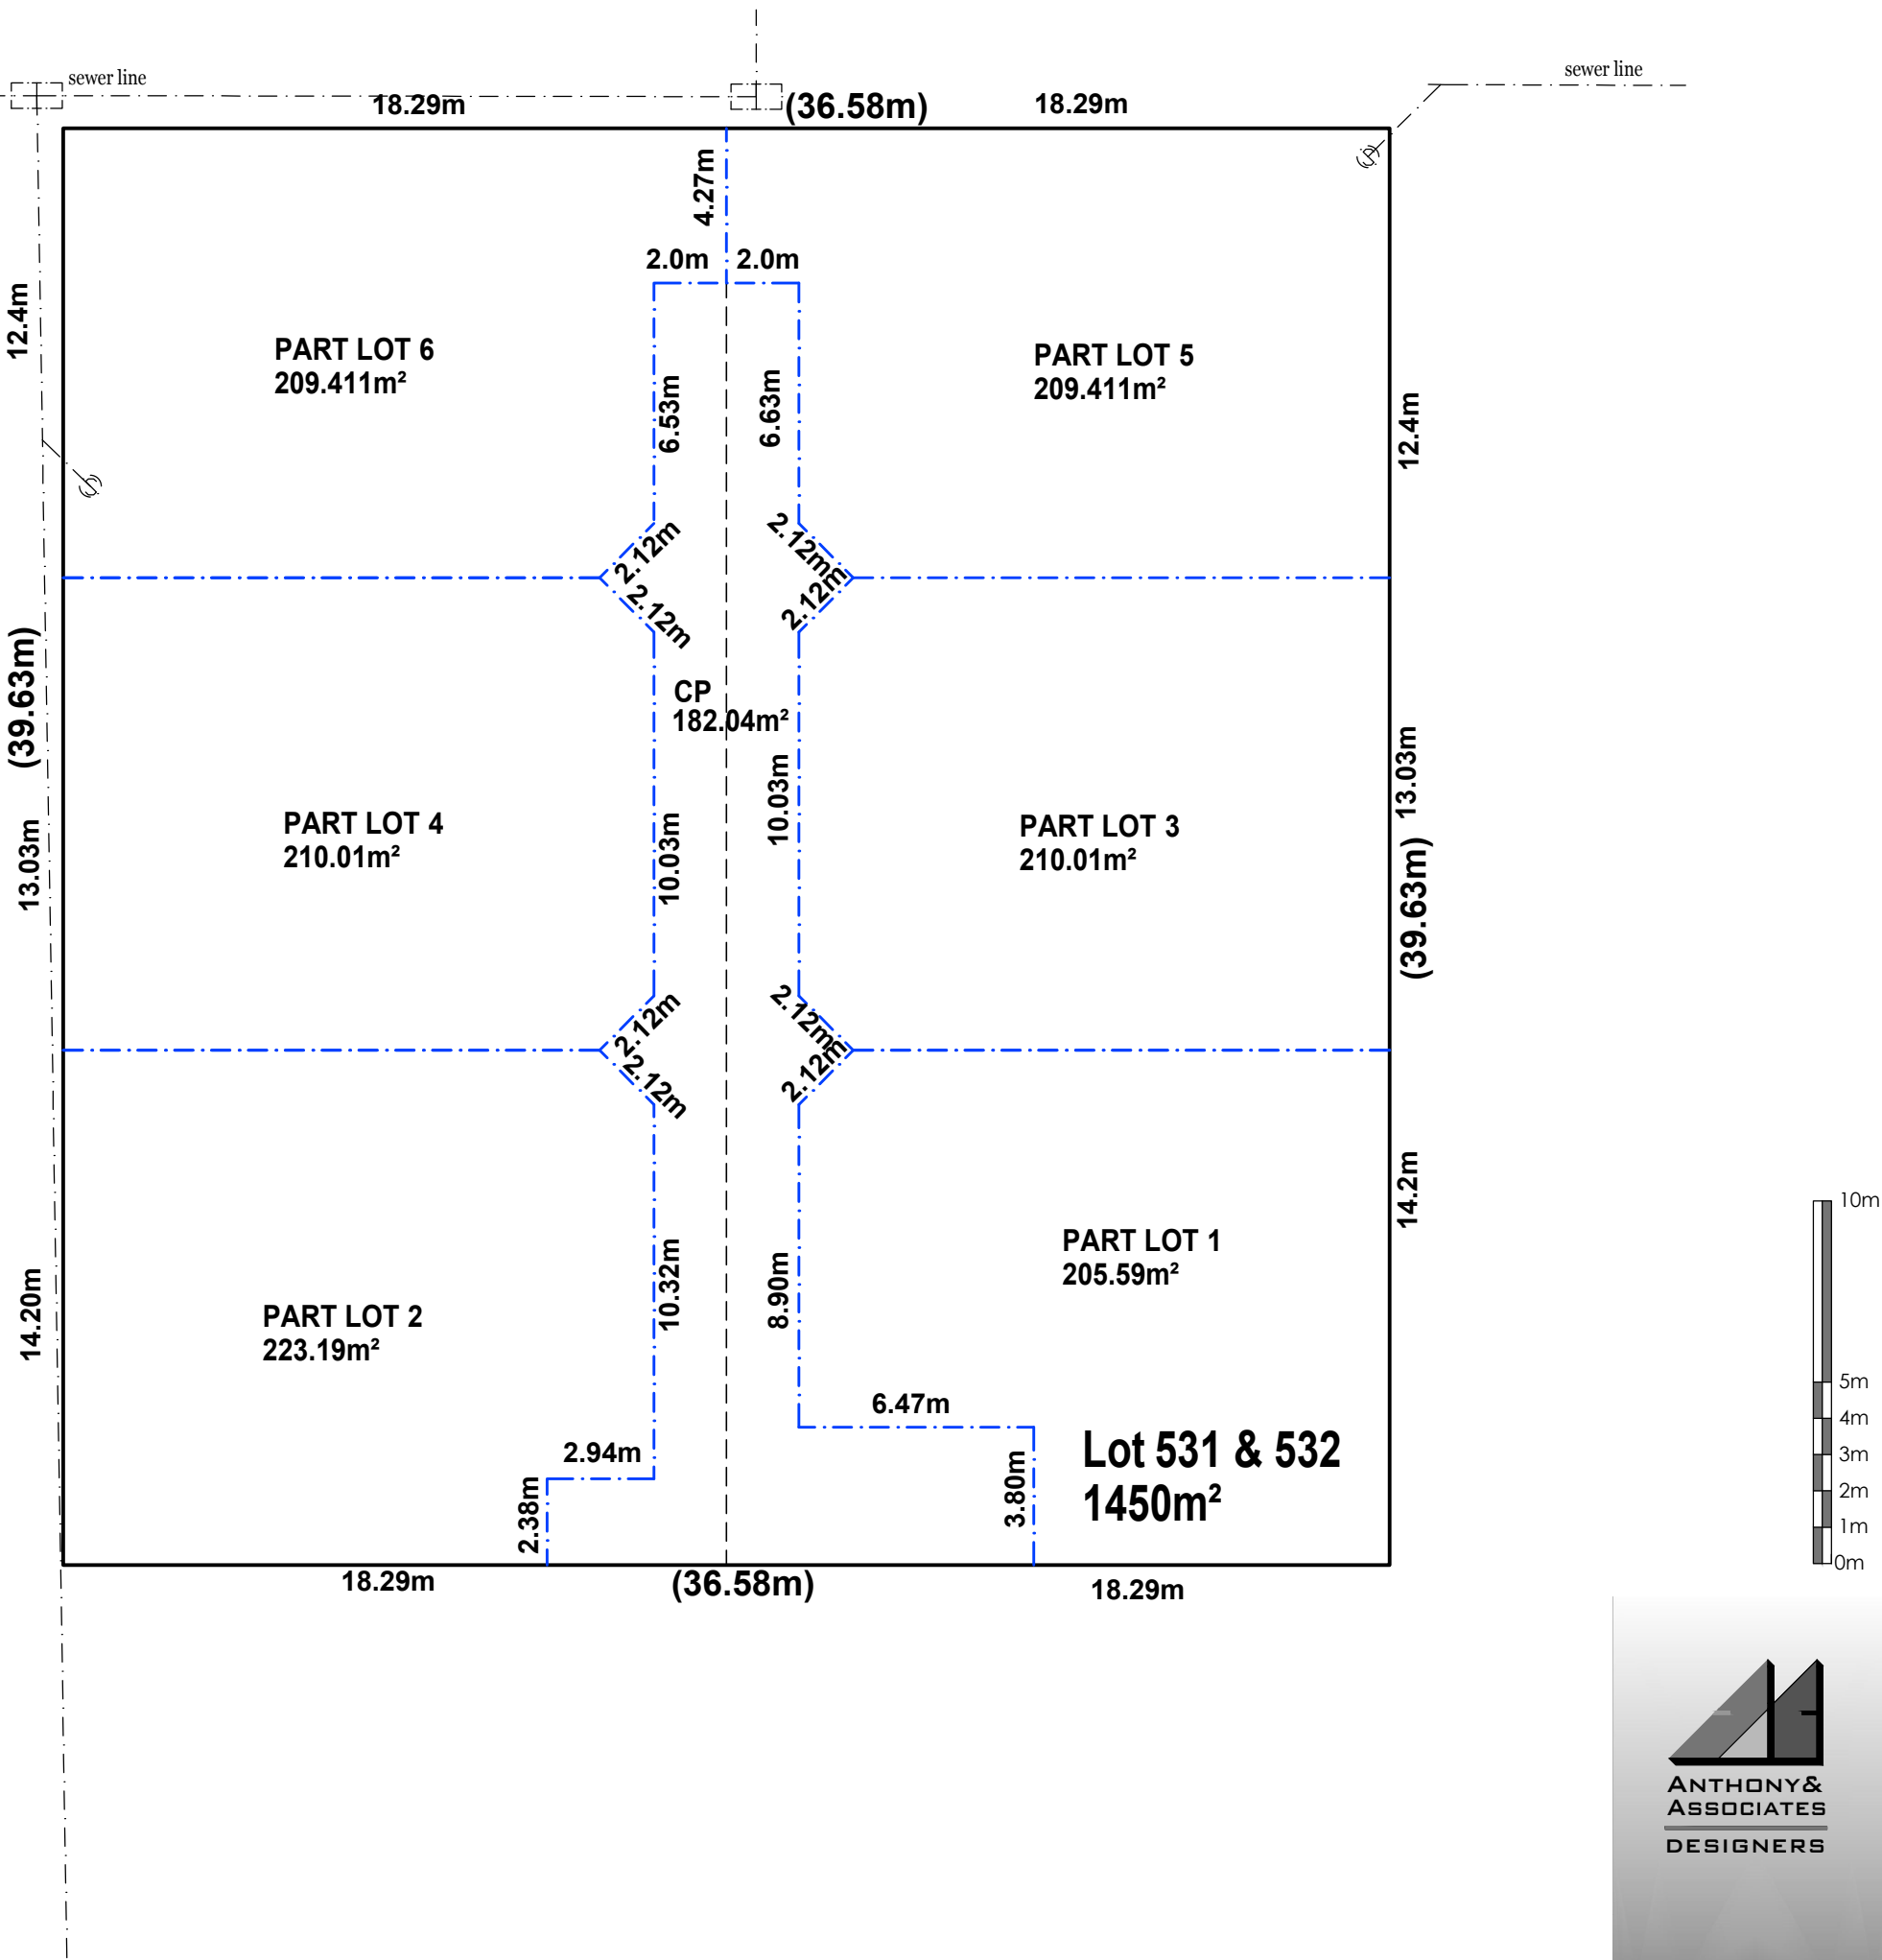 sewer line
sewer line
18.29m
(36.58m)
18.29m
4.27m
2.0m
2.0m
12.4m
PART LOT 6
209.411m²
6.53m
6.63m
PART LOT 5
209.411m²
12.4m
2.12m
2.12m
2.12m
2.12m
(39.63m)
CP
182.04m²
13.03m
PART LOT 4
210.01m²
10.03m
10.03m
PART LOT 3
210.01m²
13.03m
(39.63m)
2.12m
2.12m
2.12m
2.12m
14.2m
14.20m
PART LOT 2
223.19m²
10.32m
8.90m
PART LOT 1
205.59m²
6.47m
2.94m
2.38m
3.80m
Lot 531 & 532
1450m²
18.29m
(36.58m)
18.29m
10m
5m
4m
3m
2m
1m
0m
ANTHONY&
ASSOCIATES
DESIGNERS